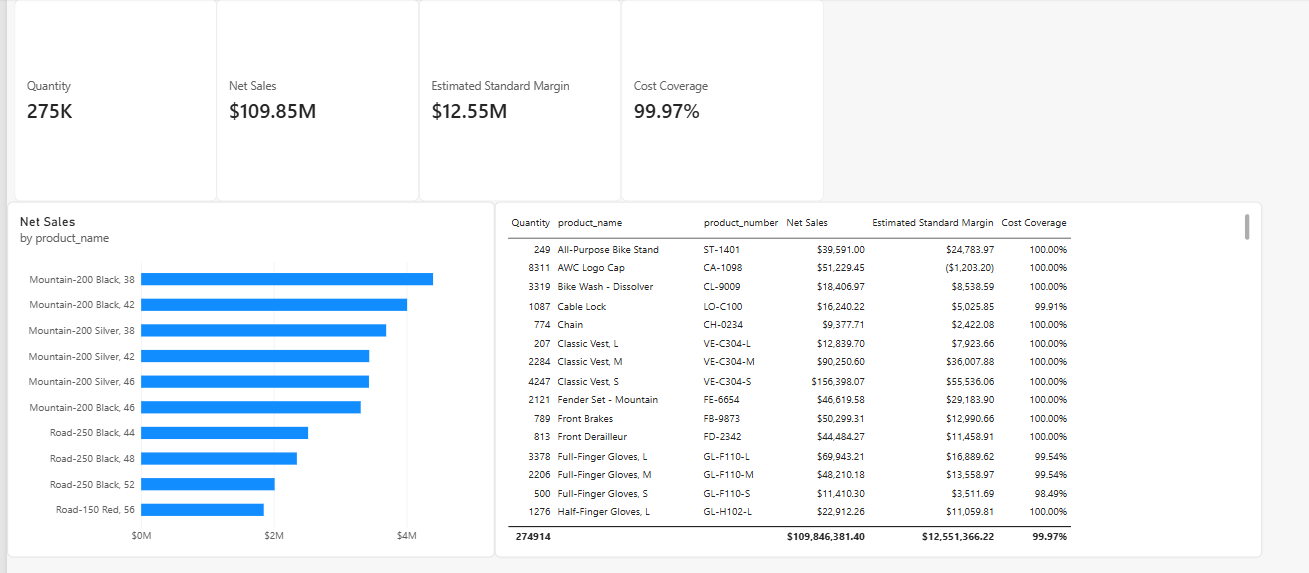 Quantity
275K
Net Sales
$109.85M
Estimated Standard Margin
$12.55M
Cost Coverage
99.97%
Net Sales
by product_name
Mountain-200 Black, 38
Mountain-200 Black, 42
Mountain-200 Silver, 38
Mountain-200 Silver, 42
Mountain-200 Silver, 46
Mountain-200 Black, 46
Road-250 Black, 44
Road-250 Black, 48
Road-250 Black, 52
Road-150 Red, 56
$0M $2M $4M
Quantity product_name product_number Net Sales Estimated Standard Margin Cost Coverage
249 All-Purpose Bike Stand ST-1401 $39,591.00 $24,783.97 100.00%
8311 AWC Logo Cap CA-1098 $51,229.45 ($1,203.20) 100.00%
3319 Bike Wash - Dissolver CL-9009 $18,406.97 $8,538.59 100.00%
1087 Cable Lock LO-C100 $16,240.22 $5,025.85 99.91%
774 Chain CH-0234 $9,377.71 $2,422.08 100.00%
207 Classic Vest, L VE-C304-L $12,839.70 $7,923.66 100.00%
2284 Classic Vest, M VE-C304-M $90,250.60 $36,007.88 100.00%
4247 Classic Vest, S VE-C304-S $156,398.07 $55,536.06 100.00%
2121 Fender Set - Mountain FE-6654 $46,619.58 $29,183.90 100.00%
789 Front Brakes FB-9873 $50,299.31 $12,990.66 100.00%
813 Front Derailleur FD-2342 $44,484.27 $11,458.91 100.00%
3378 Full-Finger Gloves, L GL-F110-L $69,943.21 $16,889.62 99.54%
2206 Full-Finger Gloves, M GL-F110-M $48,210.18 $13,558.97 99.54%
500 Full-Finger Gloves, S GL-F110-S $11,410.30 $3,511.69 98.49%
1276 Half-Finger Gloves, L GL-H102-L $22,912.26 $11,059.81 100.00%
274914 $109,846,381.40 $12,551,366.22 99.97%